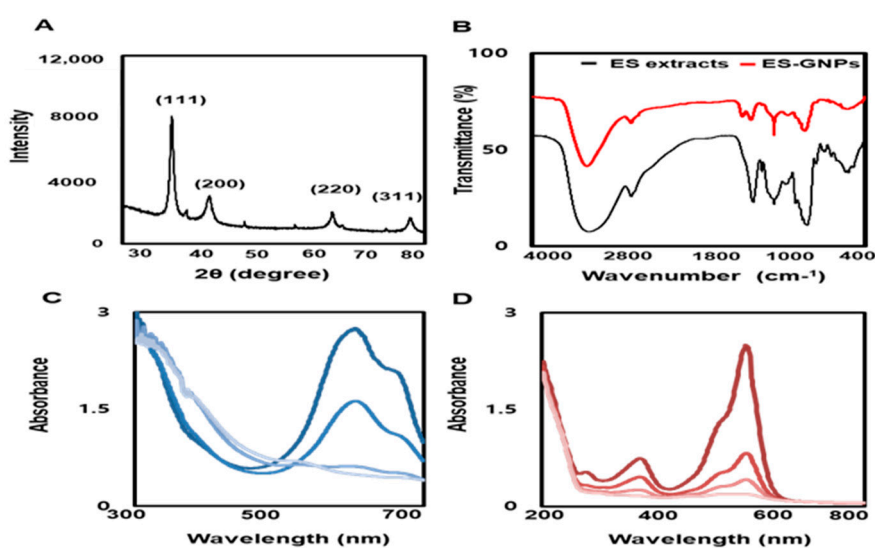 A
12,000
8000
4000
0
Intensity
(111)
(200)
(220)
(311)
30 40 50 60 70 80
2θ (degree)
B
100
50
0
Transmittance (%)
ES extracts ES-GNPs
4000 2800 1800 1000 400
Wavenumber (cm-¹)
C
3
1.5
0
Absorbance
300 500 700
Wavelength (nm)
D
3
1.5
0
Absorbance
200 400 600 800
Wavelength (nm)